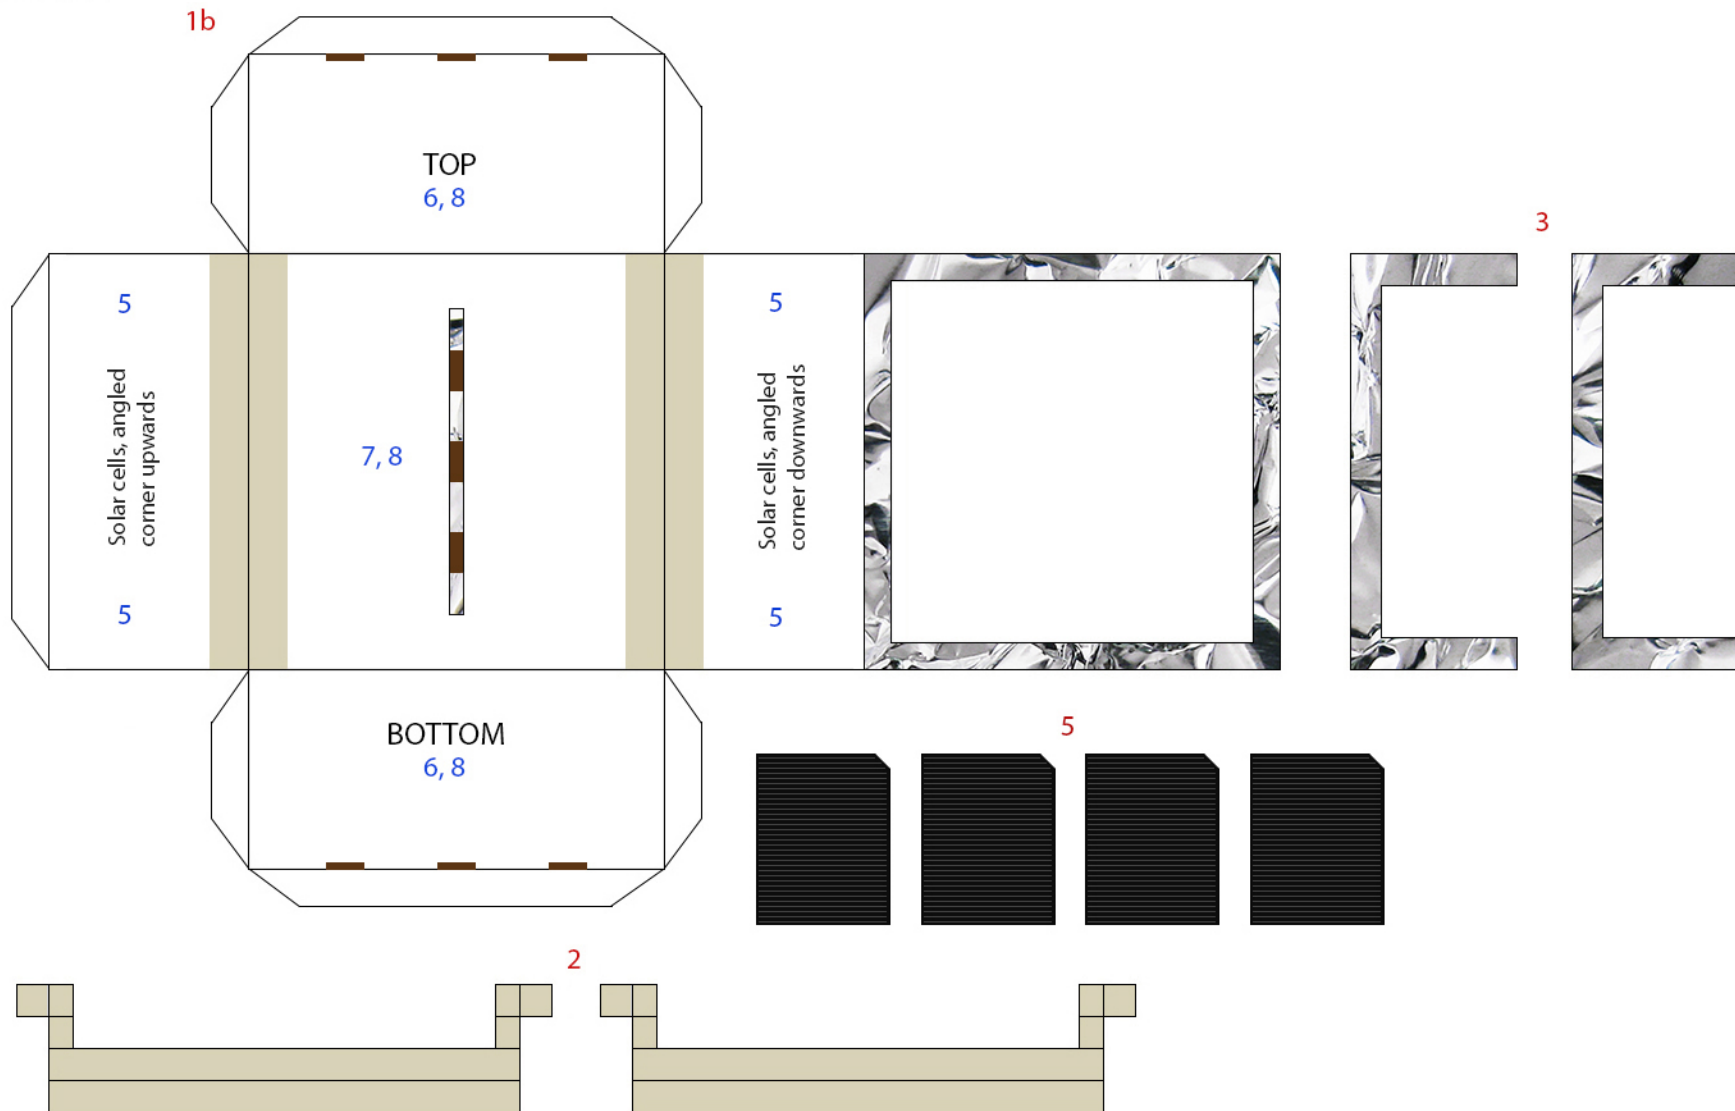 1b
TOP
6, 8
3
5
5
Solar cells, angled
corner upwards
7, 8
Solar cells, angled
corner downwards
5
5
BOTTOM
6, 8
5
2